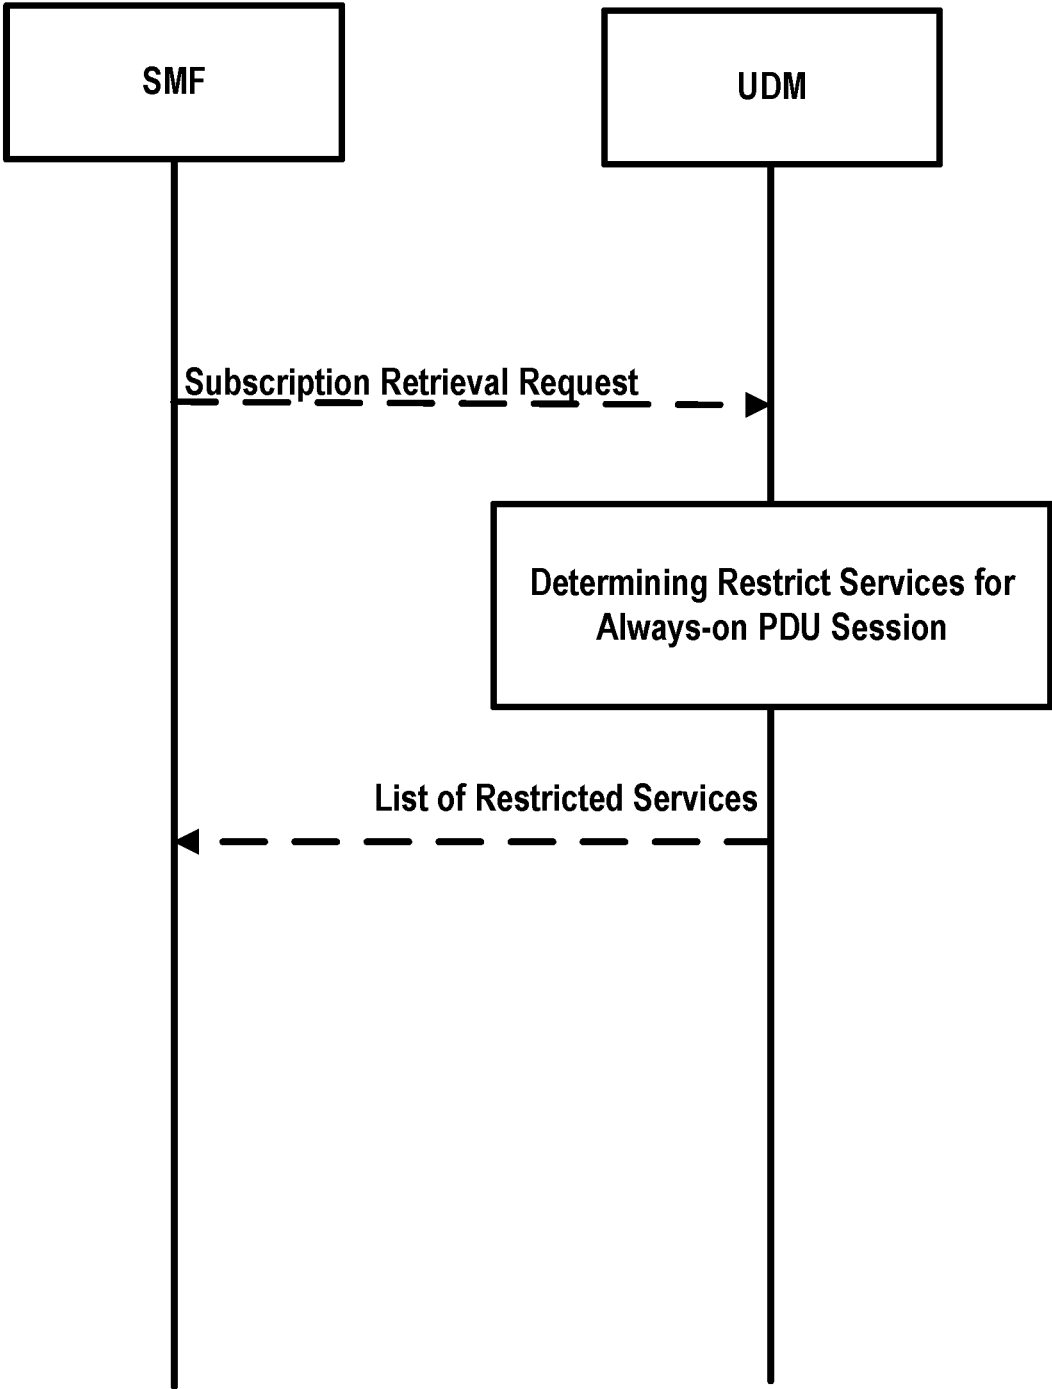 SMF
UDM
Subscription Retrieval Request
Determining Restrict Services for
Always-on PDU Session
List of Restricted Services